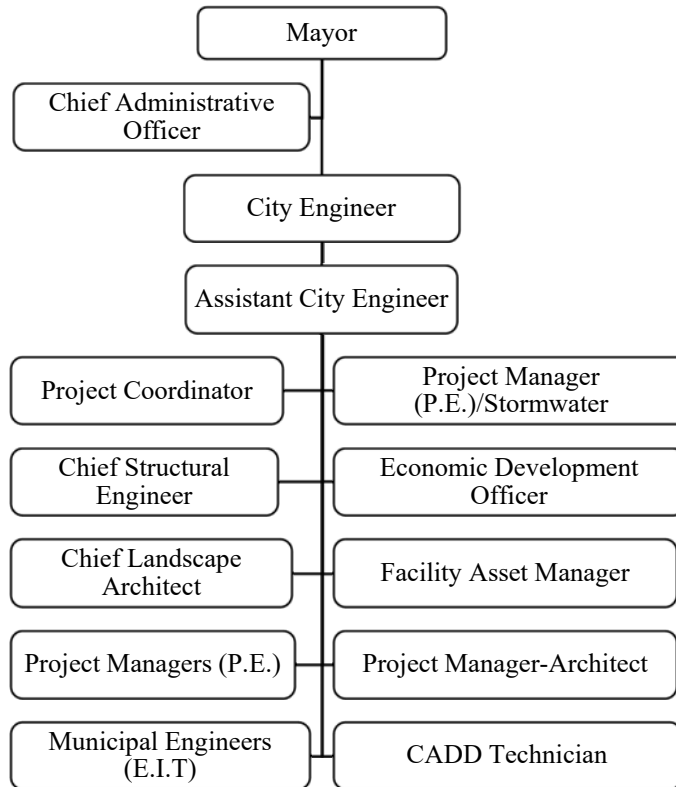 Mayor
Chief Administrative
Officer
City Engineer
Assistant City Engineer
Project Coordinator
Project Manager
(P.E.)/Stormwater
Chief Structural
Engineer
Economic Development
Officer
Chief Landscape
Architect
Facility Asset Manager
Project Managers (P.E.)
Project Manager-Architect
Municipal Engineers
(E.I.T)
CADD Technician